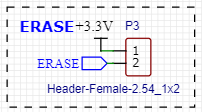 ERASE
+3.3V P3
1
ERASE 2
Header-Female-2.54_1x2